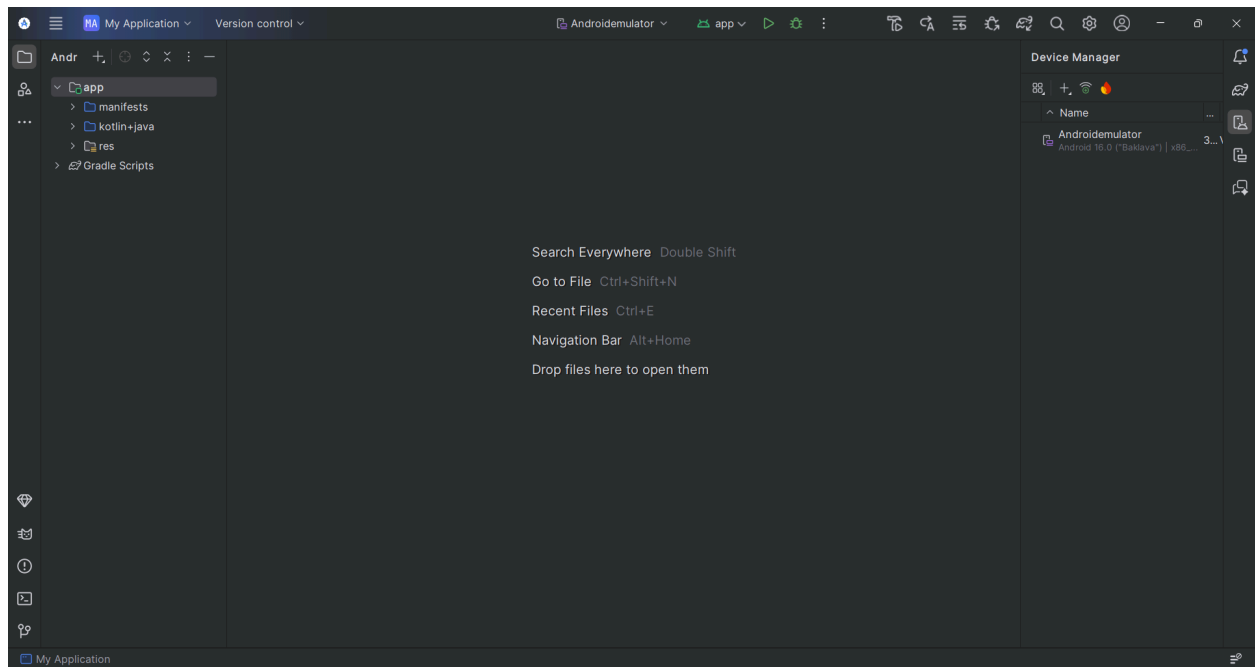 MA My Application Version control Androidemulator app
Andr
app
manifests
kotlin+java
res
Gradle Scripts
Search Everywhere Double Shift
Go to File Ctrl+Shift+N
Recent Files Ctrl+E
Navigation Bar Alt+Home
Drop files here to open them
Device Manager
Name ...
Androidemulator 3...
Android 16.0 ("Baklava") | x86_...
My Application